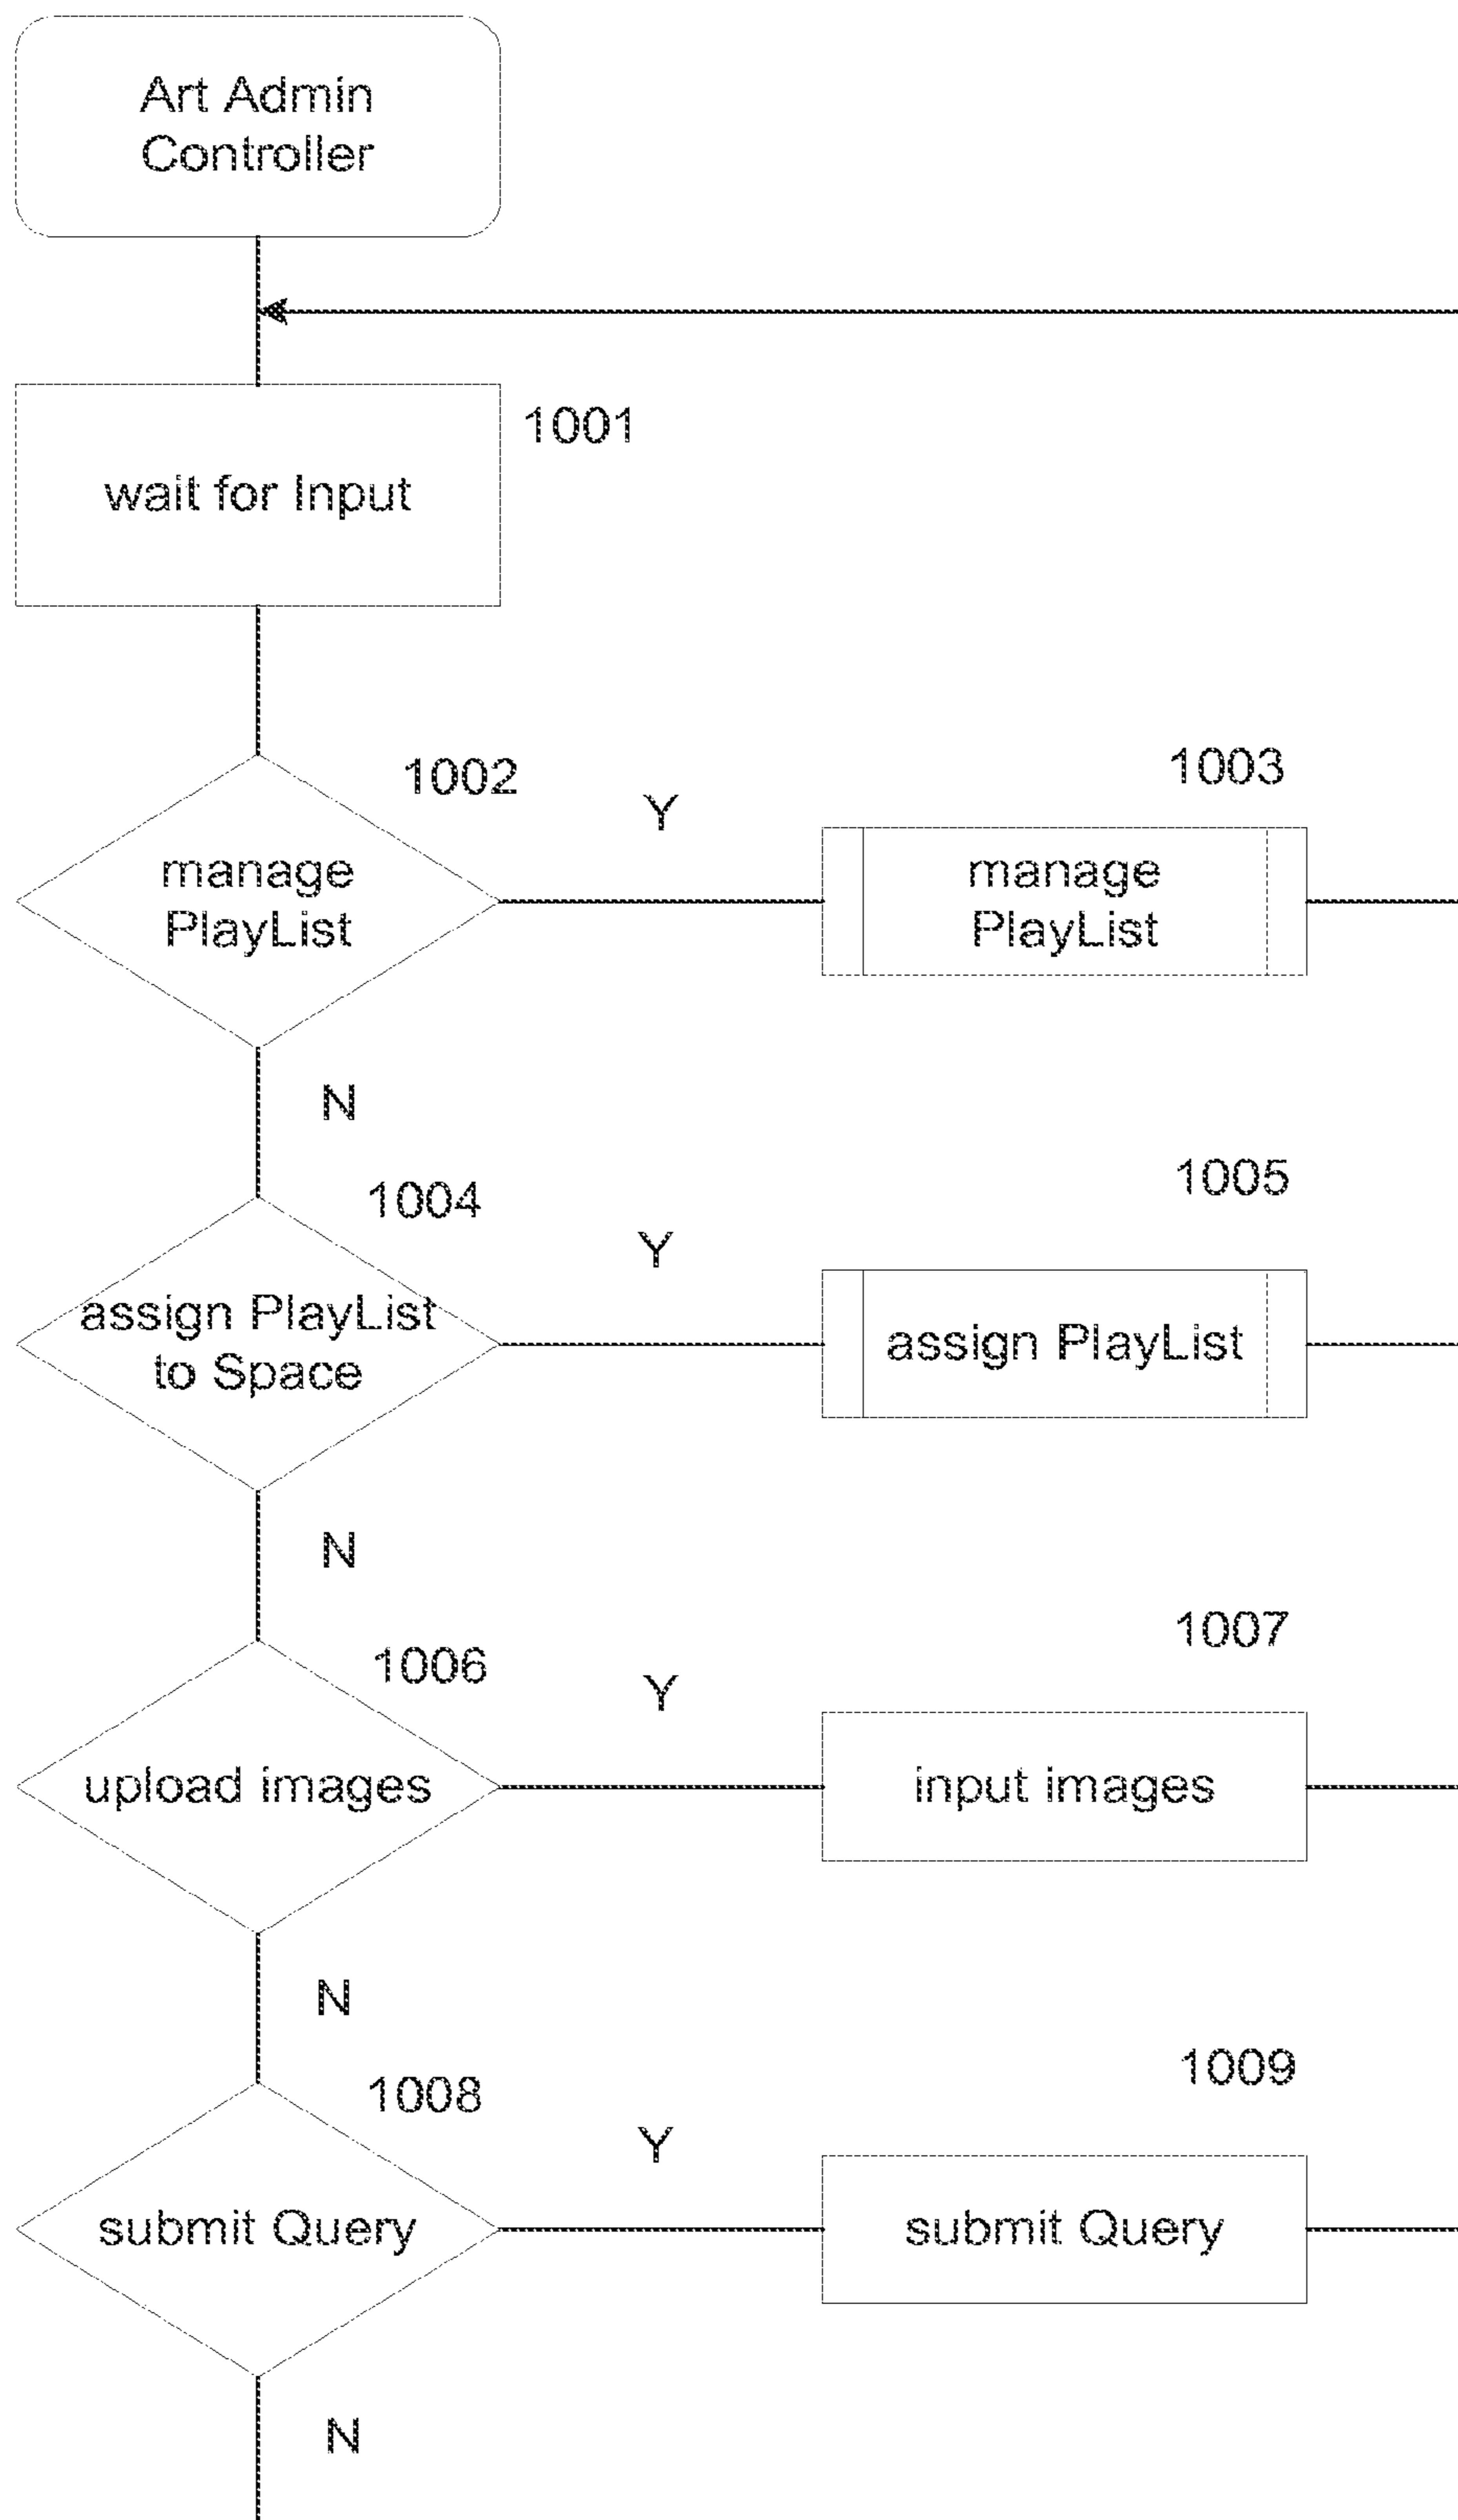 Art Admin
Controller
1001
wait for Input
1002
Y
1003
manage
PlayList
manage
PlayList
N
1004
Y
1005
assign PlayList
to Space
assign PlayList
N
1006
Y
1007
upload images
input images
N
1008
Y
1009
submit Query
submit Query
N